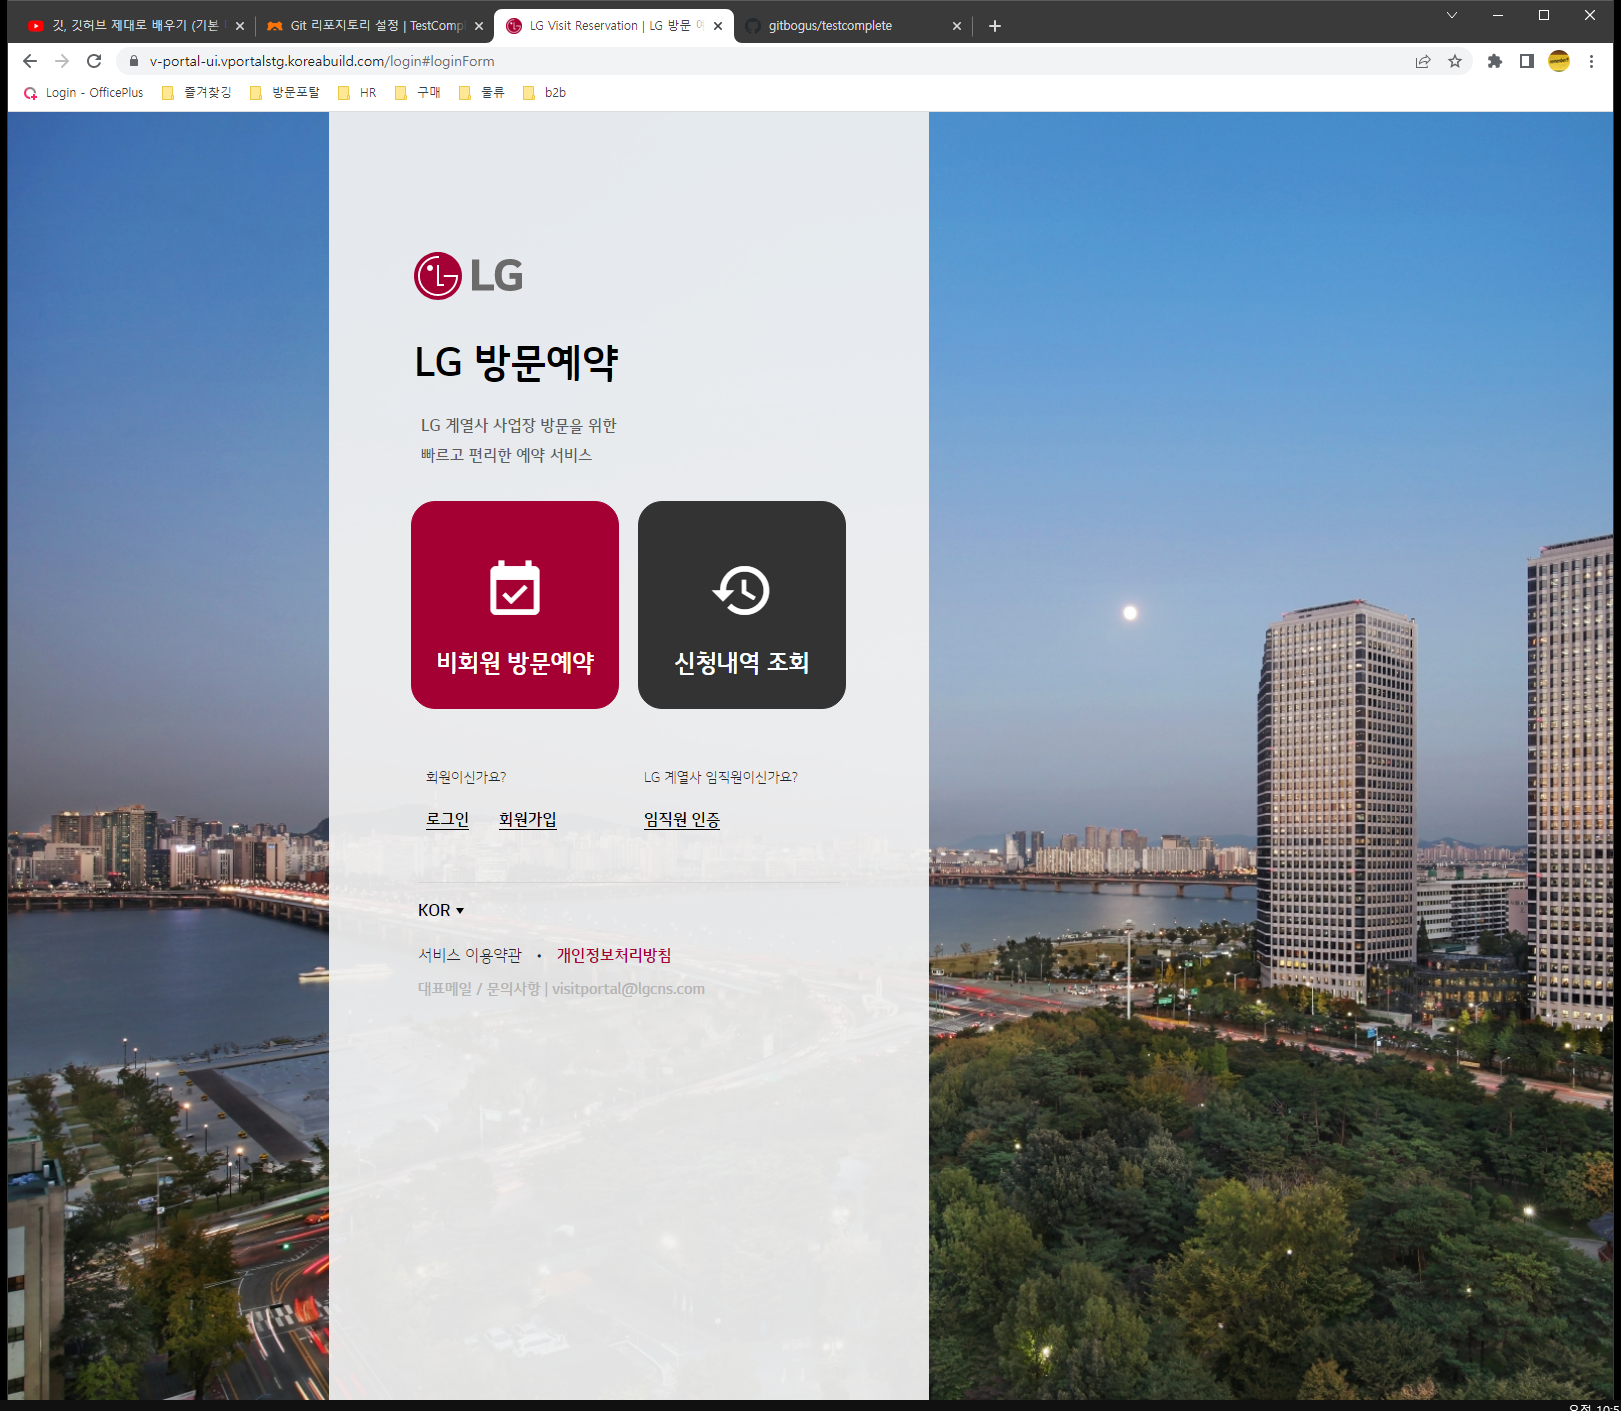 깃, 깃허브 제대로 배우기 (기본
Git 리포지토리 설정 | TestCompl
LG Visit Reservation | LG 방문 예
gitbogus/testcomplete
v-portal-ui.vportalstg.koreabuild.com/login#loginForm
Login - OfficePlus
즐겨찾깅
방문포탈
HR
구매
물류
b2b
LG
LG 방문예약
LG 계열사 사업장 방문을 위한
빠르고 편리한 예약 서비스
비회원 방문예약
신청내역 조회
회원이신가요?
LG 계열사 임직원이신가요?
로그인
회원가입
임직원 인증
KOR
서비스 이용약관 • 개인정보처리방침
대표메일 / 문의사항 | visitportal@lgcns.com